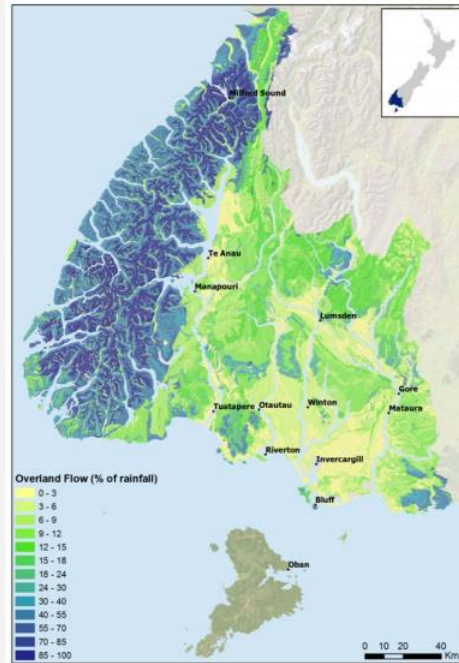 Milford Sound
Te Anau
Manapouri
Lumsden
Gore
Tuatapere
Otautau
Winton
Mataura
Riverton
Invercargill
Bluff
Overland Flow (% of rainfall)
0 - 3
3 - 6
6 - 9
9 - 12
12 - 15
15 - 18
18 - 24
24 - 30
30 - 40
40 - 55
55 - 70
70 - 85
85 - 100
Oban
0 10 20 40
Km